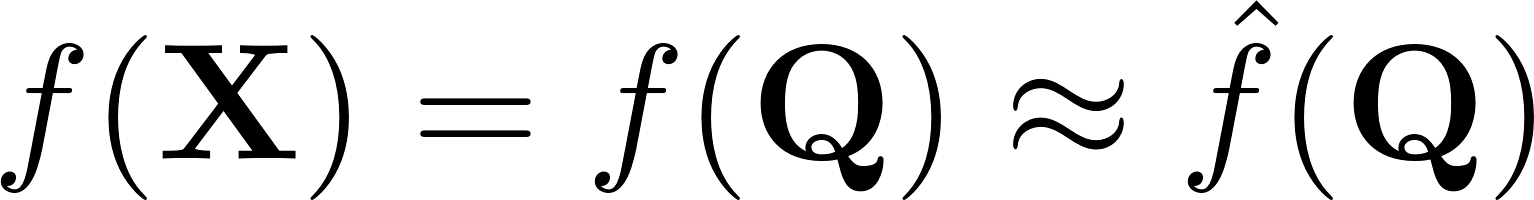 f(𝐗) = f(𝐐) ≈ f̂(𝐐)